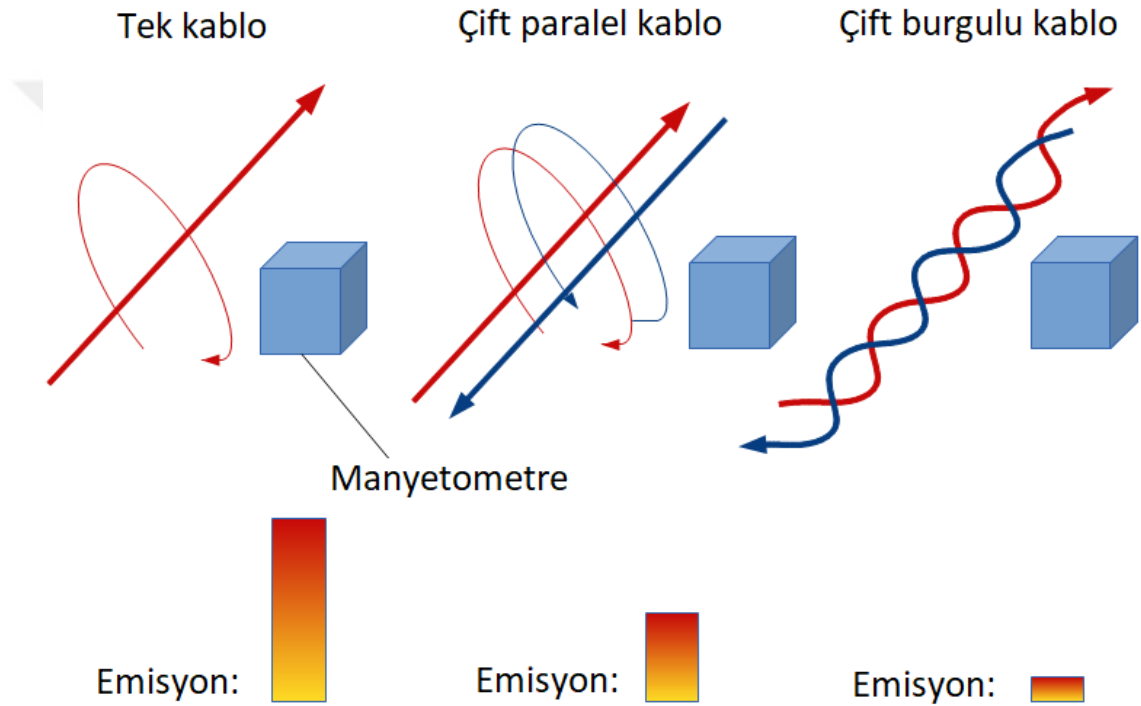 Tek kablo
Çift paralel kablo
Çift burgulu kablo
Manyetometre
Emisyon:
Emisyon:
Emisyon: